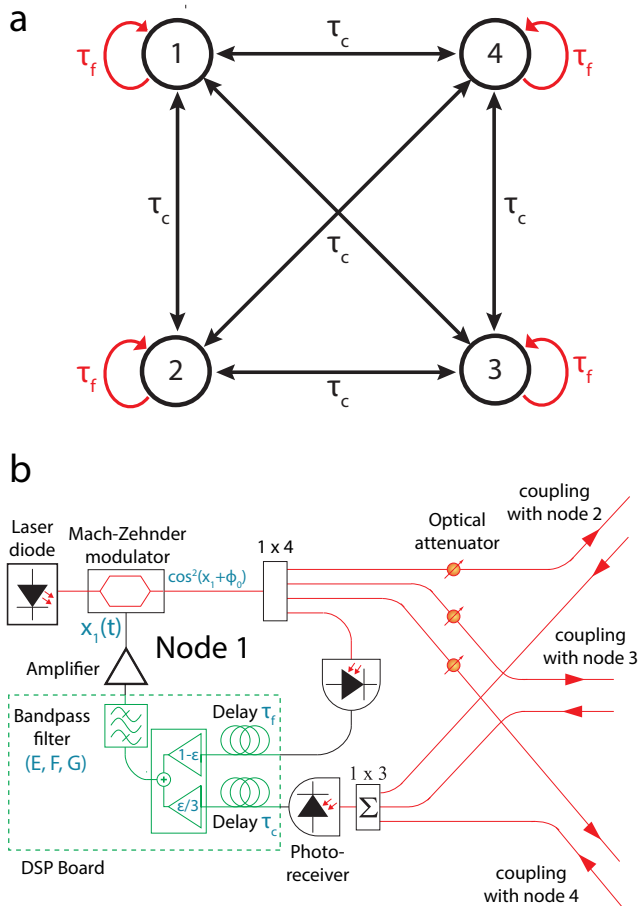 a
τf
1
τc
4
τf
τc
τc
τc
τf
2
τc
3
τf
b
coupling
with node 2
Laser
diode
Mach-Zehnder
modulator
1 x 4
Optical
attenuator
cos²(x₁+ϕ₀)
x₁(t)
Node 1
coupling
with node 3
Amplifier
Bandpass
filter
(E, F, G)
Delay τf
1-ε
+
ε/3
1 x 3
Σ
Delay τc
DSP Board
Photo-
receiver
coupling
with node 4